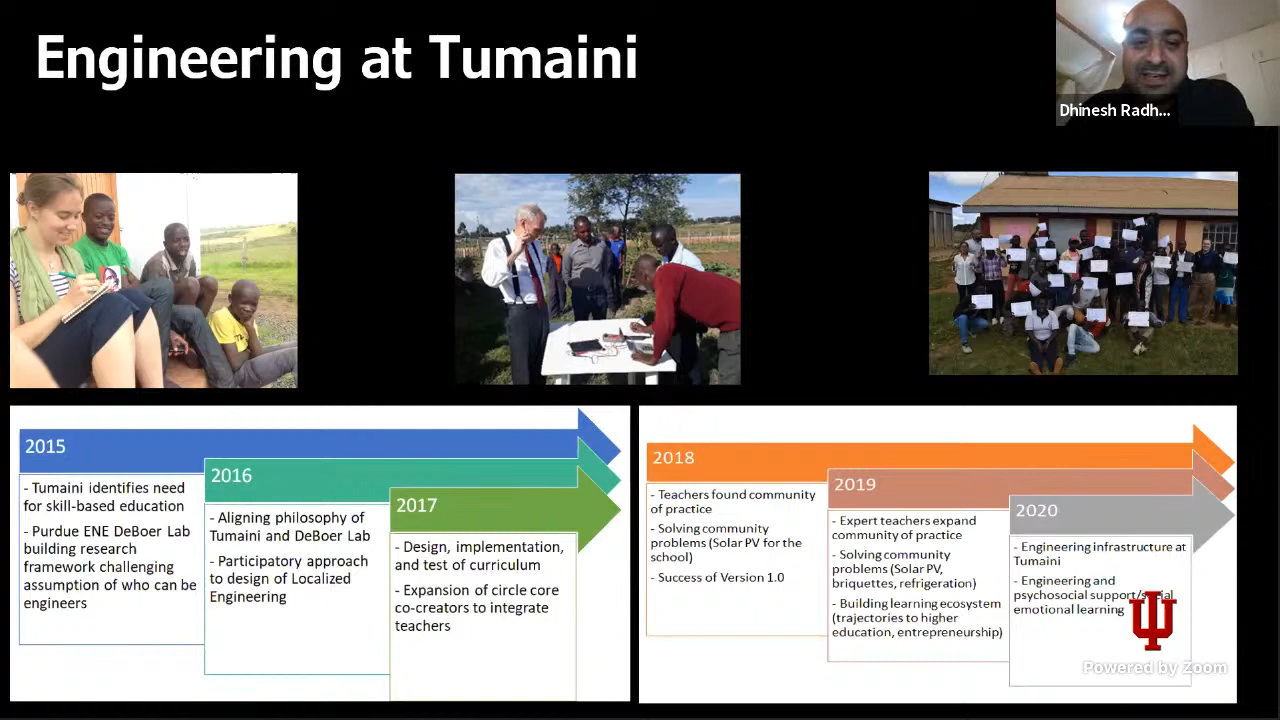 Engineering at Tumaini
Dhinesh Radh...
2015
- Tumaini identifies need
for skill-based education
- Purdue ENE DeBoer Lab
building research
framework challenging
assumption of who can be
engineers
2016
- Aligning philosophy of
Tumaini and DeBoer Lab
- Participatory approach
to design of Localized
Engineering
2017
- Design, implementation,
and test of curriculum
- Expansion of circle core
co-creators to integrate
teachers
2018
- Teachers found community
of practice
- Solving community
problems (Solar PV for the
school)
- Success of Version 1.0
2019
- Expert teachers expand
community of practice
- Solving community
problems (Solar PV,
briquettes, refrigeration)
- Building learning ecosystem
(trajectories to higher
education, entrepreneurship)
2020
- Engineering infrastructure at
Tumaini
- Engineering and
psychosocial support/social
emotional learning
Powered by Zoom